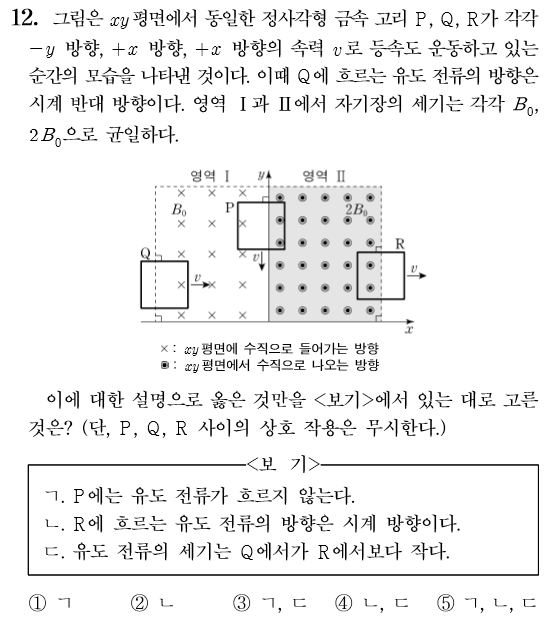 12. 그림은 xy평면에서 동일한 정사각형 금속 고리 P, Q, R가 각각
-y 방향, +x 방향, +x 방향의 속력 v로 등속도 운동하고 있는
순간의 모습을 나타낸 것이다. 이때 Q에 흐르는 유도 전류의 방향은
시계 반대 방향이다. 영역 Ⅰ과 Ⅱ에서 자기장의 세기는 각각 B₀,
2B₀으로 균일하다.
영역 Ⅰ y 영역 Ⅱ
B₀ P 2B₀
Q v R
v v
x
×: xy평면에 수직으로 들어가는 방향
◉: xy평면에서 수직으로 나오는 방향
이에 대한 설명으로 옳은 것만을 <보기>에서 있는 대로 고른
것은? (단, P, Q, R 사이의 상호 작용은 무시한다.)
<보 기>
ㄱ. P에는 유도 전류가 흐르지 않는다.
ㄴ. R에 흐르는 유도 전류의 방향은 시계 방향이다.
ㄷ. 유도 전류의 세기는 Q에서가 R에서보다 작다.
① ㄱ ② ㄴ ③ ㄱ, ㄷ ④ ㄴ, ㄷ ⑤ ㄱ, ㄴ, ㄷ